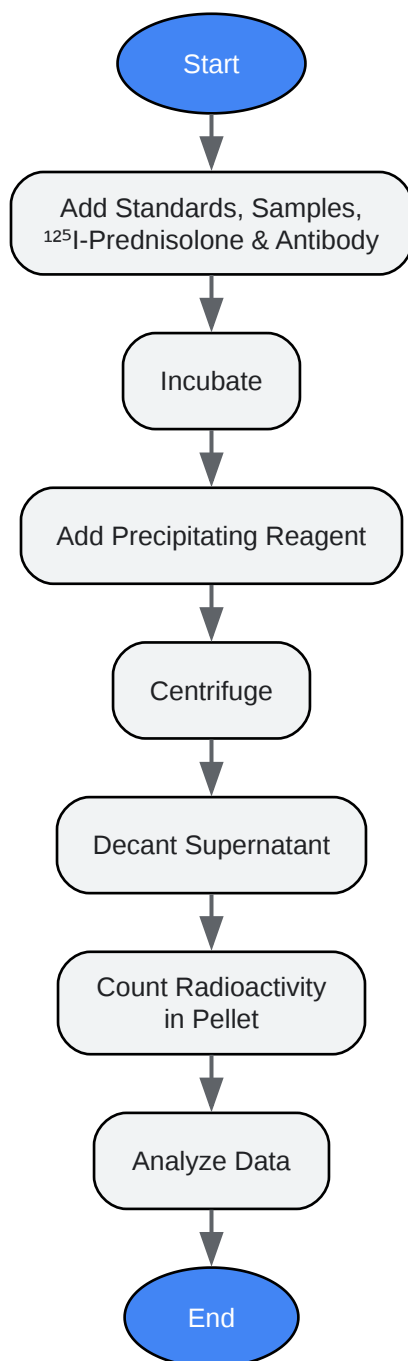 Start
Add Standards, Samples,
¹²⁵I-Prednisolone & Antibody
Incubate
Add Precipitating Reagent
Centrifuge
Decant Supernatant
Count Radioactivity
in Pellet
Analyze Data
End